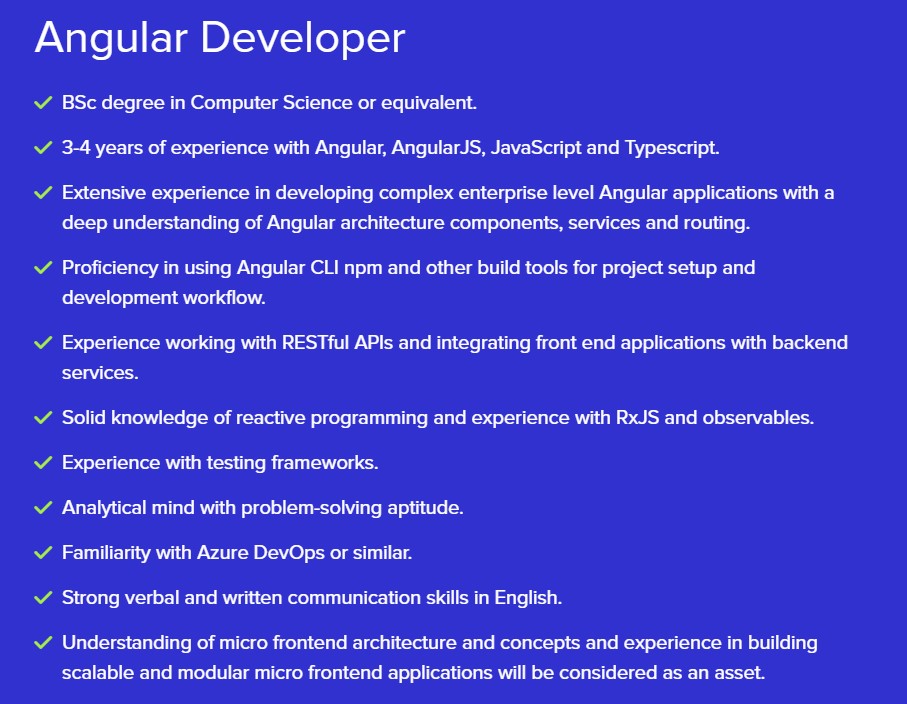 Angular Developer
BSc degree in Computer Science or equivalent.
3-4 years of experience with Angular, AngularJS, JavaScript and Typescript.
Extensive experience in developing complex enterprise level Angular applications with a
deep understanding of Angular architecture components, services and routing.
Proficiency in using Angular CLI npm and other build tools for project setup and
development workflow.
Experience working with RESTful APIs and integrating front end applications with backend
services.
Solid knowledge of reactive programming and experience with RxJS and observables.
Experience with testing frameworks.
Analytical mind with problem-solving aptitude.
Familiarity with Azure DevOps or similar.
Strong verbal and written communication skills in English.
Understanding of micro frontend architecture and concepts and experience in building
scalable and modular micro frontend applications will be considered as an asset.